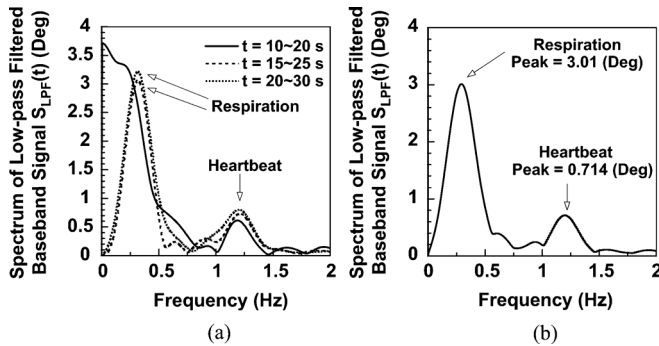 (a)
Spectrum of Low-pass Filtered
Baseband Signal S_LPF(t) (Deg)
4
3.5
3
2.5
2
1.5
1
0.5
0
t = 10~20 s
t = 15~25 s
t = 20~30 s
Respiration
Heartbeat
0 0.5 1 1.5 2
Frequency (Hz)
(a)
(b)
Spectrum of Low-pass Filtered
Baseband Signal S_LPF(t) (Deg)
4
3
2
1
0
Respiration
Peak = 3.01 (Deg)
Heartbeat
Peak = 0.714 (Deg)
0 0.5 1 1.5 2
Frequency (Hz)
(b)